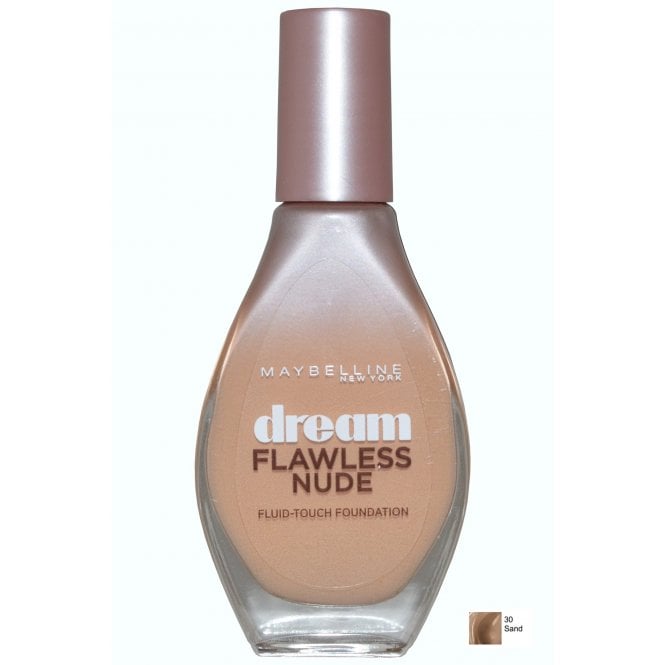 MAYBELLINE
NEW YORK
dream
FLAWLESS
NUDE
FLUID-TOUCH FOUNDATION
30
Sand